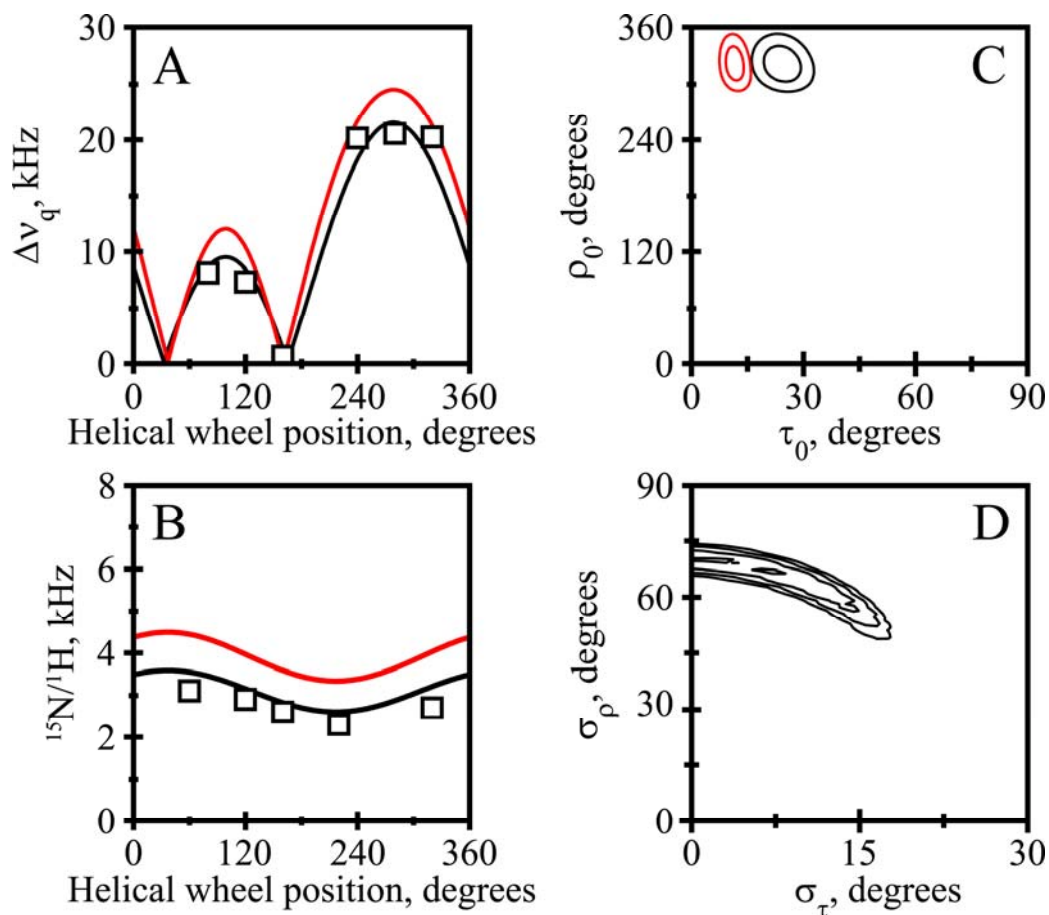 A
30
20
10
0
Δν_q, kHz
0 120 240 360
Helical wheel position, degrees
C
360
240
120
0
ρ₀, degrees
0 30 60 90
τ₀, degrees
B
8
6
4
2
0
¹⁵N/¹H, kHz
0 120 240 360
Helical wheel position, degrees
D
90
60
30
0
σ_ρ, degrees
0 15 30
σ_τ, degrees